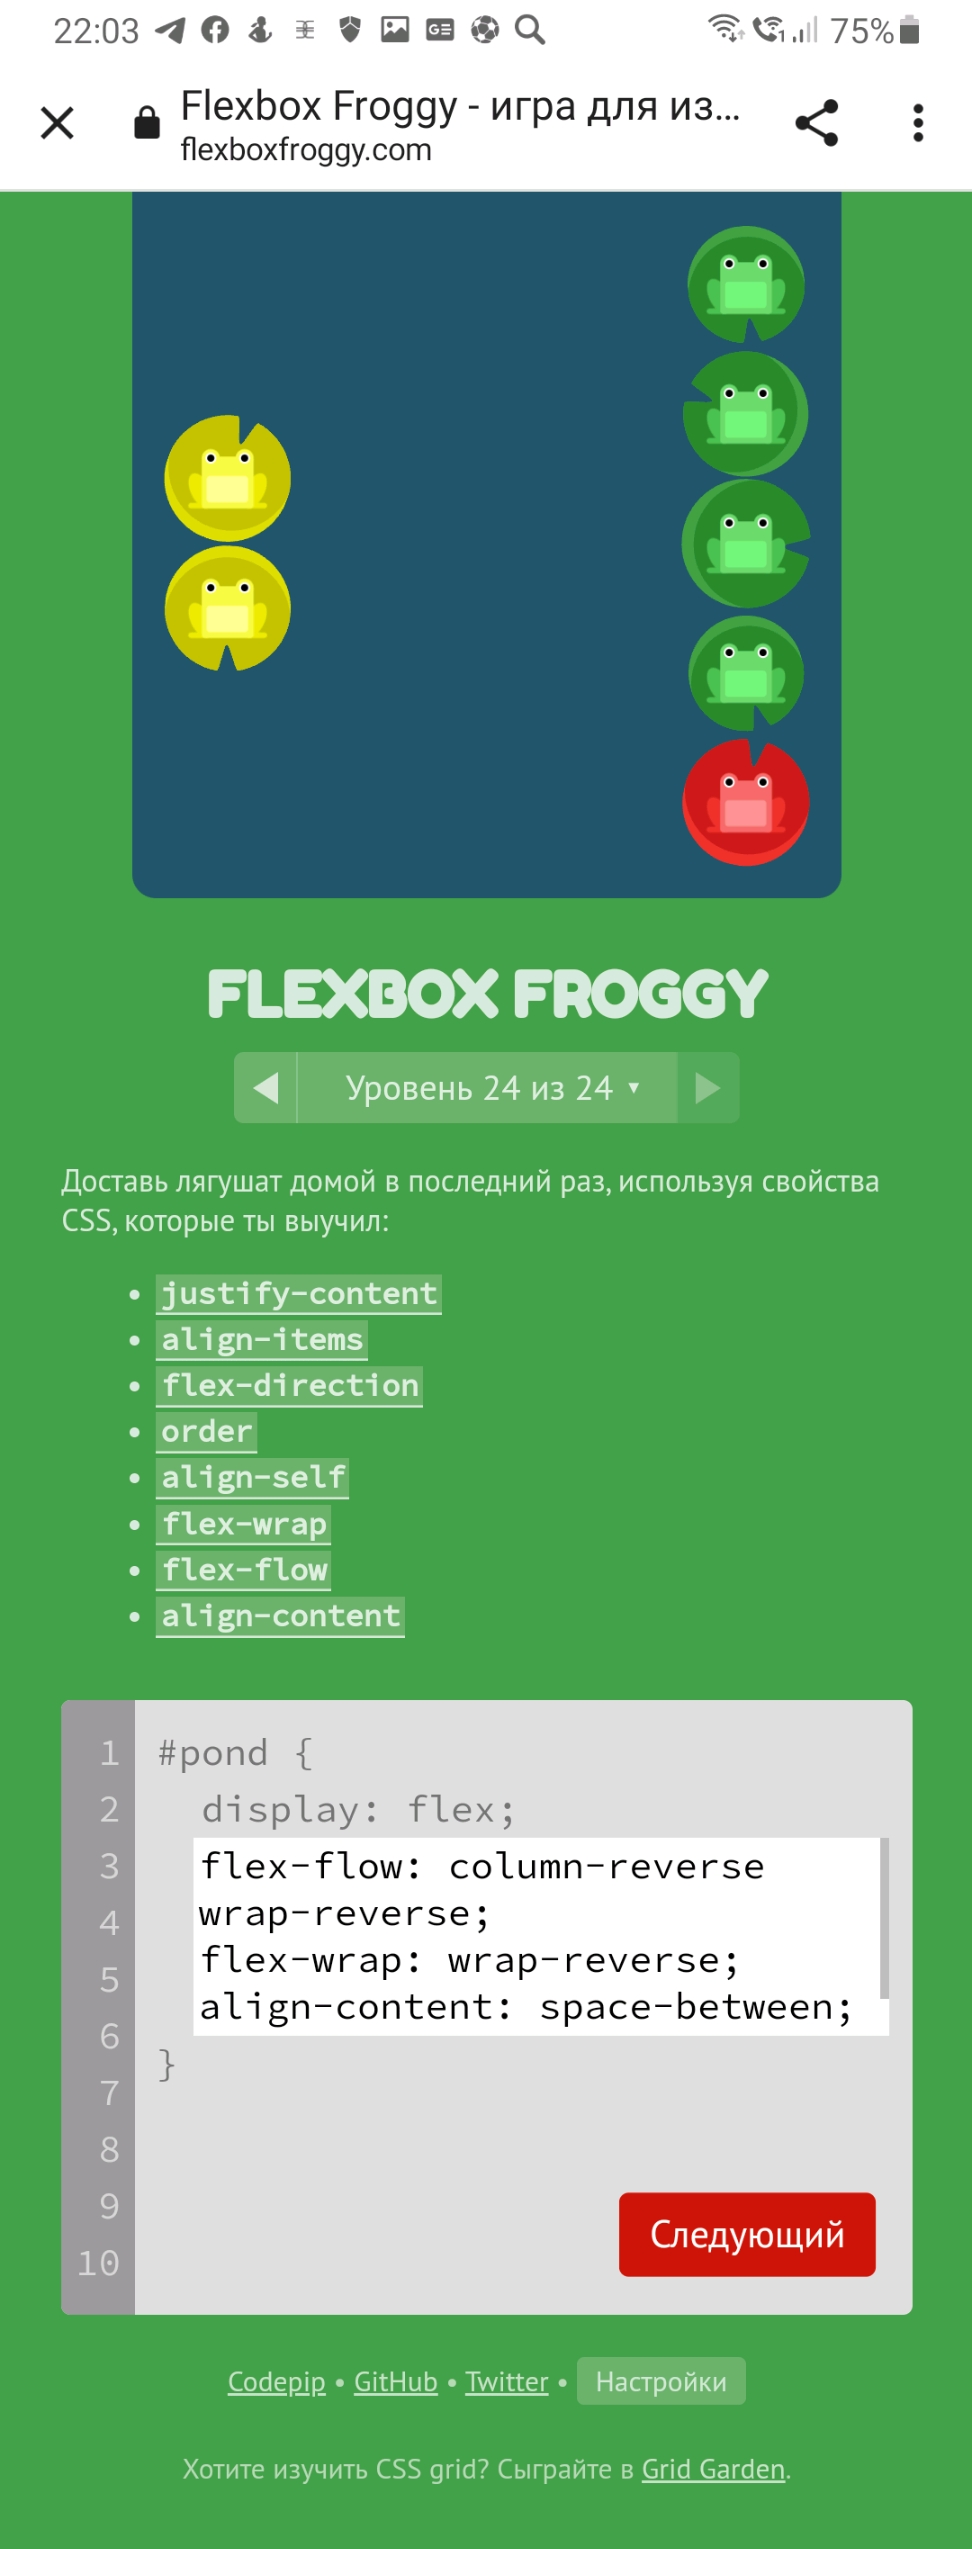 22:03
75%
Flexbox Froggy - игра для из...
flexboxfroggy.com
FLEXBOX FROGGY
Уровень 24 из 24 ▼
Доставь лягушат домой в последний раз, используя свойства
CSS, которые ты выучил:
• justify-content
• align-items
• flex-direction
• order
• align-self
• flex-wrap
• flex-flow
• align-content
1 #pond {
2 display: flex;
3 flex-flow: column-reverse
4 wrap-reverse;
5 flex-wrap: wrap-reverse;
6 align-content: space-between;
}
7
8
9
10
Следующий
Codepip • GitHub • Twitter • Настройки
Хотите изучить CSS grid? Сыграйте в Grid Garden.